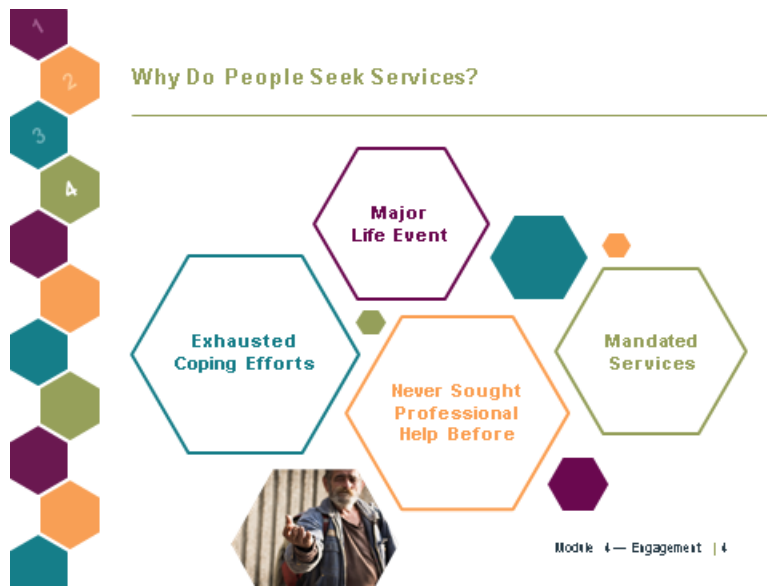 1
2
3
4
Why Do People Seek Services?
Major
Life Event
Exhausted
Coping Efforts
Never Sought
Professional
Help Before
Mandated
Services
Module 4 — Engagement | 4